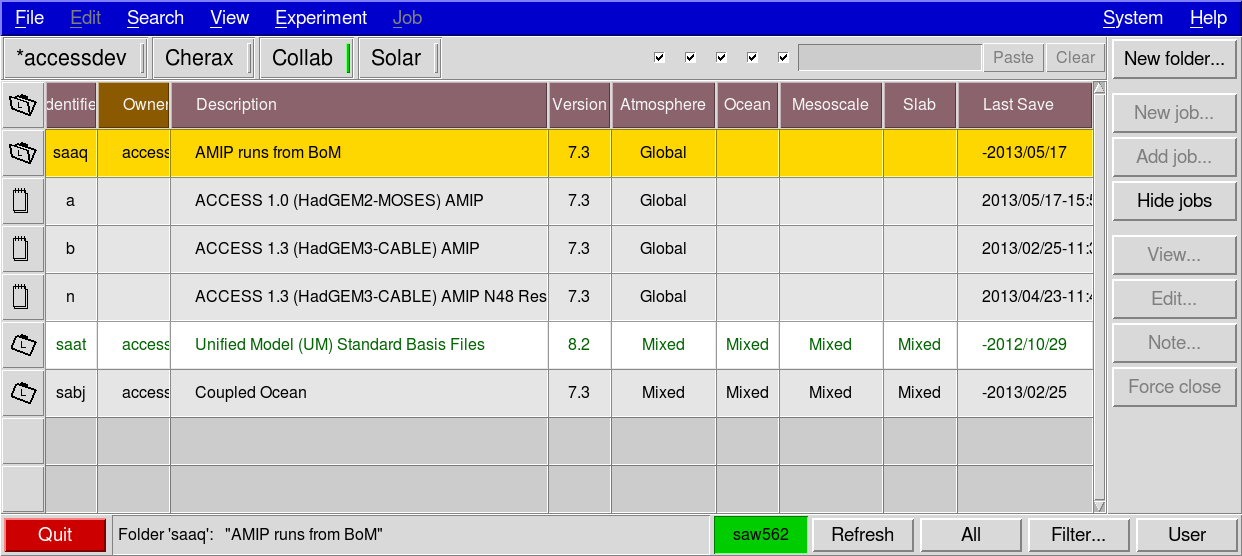 File Edit Search View Experiment Job System Help
*accessdev Cherax Collab Solar Paste Clear New folder...
dentifie Owner Description Version Atmosphere Ocean Mesoscale Slab Last Save
New job...
saaq access AMIP runs from BoM 7.3 Global -2013/05/17
Add job...
a ACCESS 1.0 (HadGEM2-MOSES) AMIP 7.3 Global 2013/05/17-15:5
Hide jobs
b ACCESS 1.3 (HadGEM3-CABLE) AMIP 7.3 Global 2013/02/25-11:3
View...
n ACCESS 1.3 (HadGEM3-CABLE) AMIP N48 Res 7.3 Global 2013/04/23-11:4
Edit...
saat access Unified Model (UM) Standard Basis Files 8.2 Mixed Mixed Mixed Mixed -2012/10/29
Note...
sabj access Coupled Ocean 7.3 Mixed Mixed Mixed Mixed -2013/02/25
Force close
Quit Folder 'saaq': "AMIP runs from BoM" saw562 Refresh All Filter... User